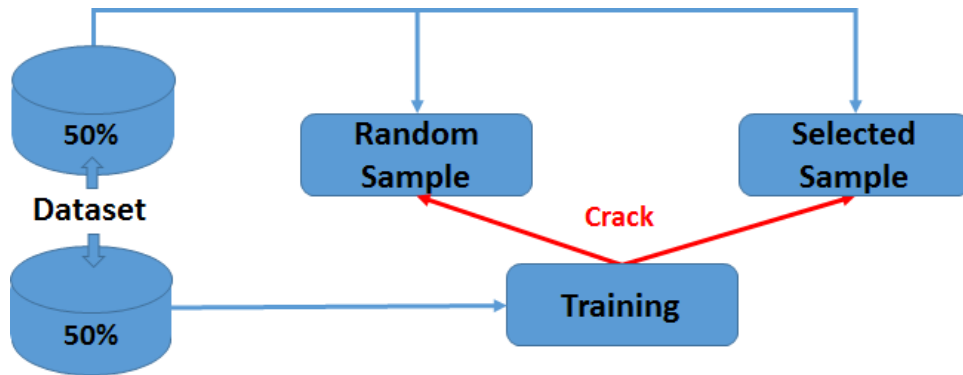 50%
Dataset
50%
Random
Sample
Selected
Sample
Crack
Training